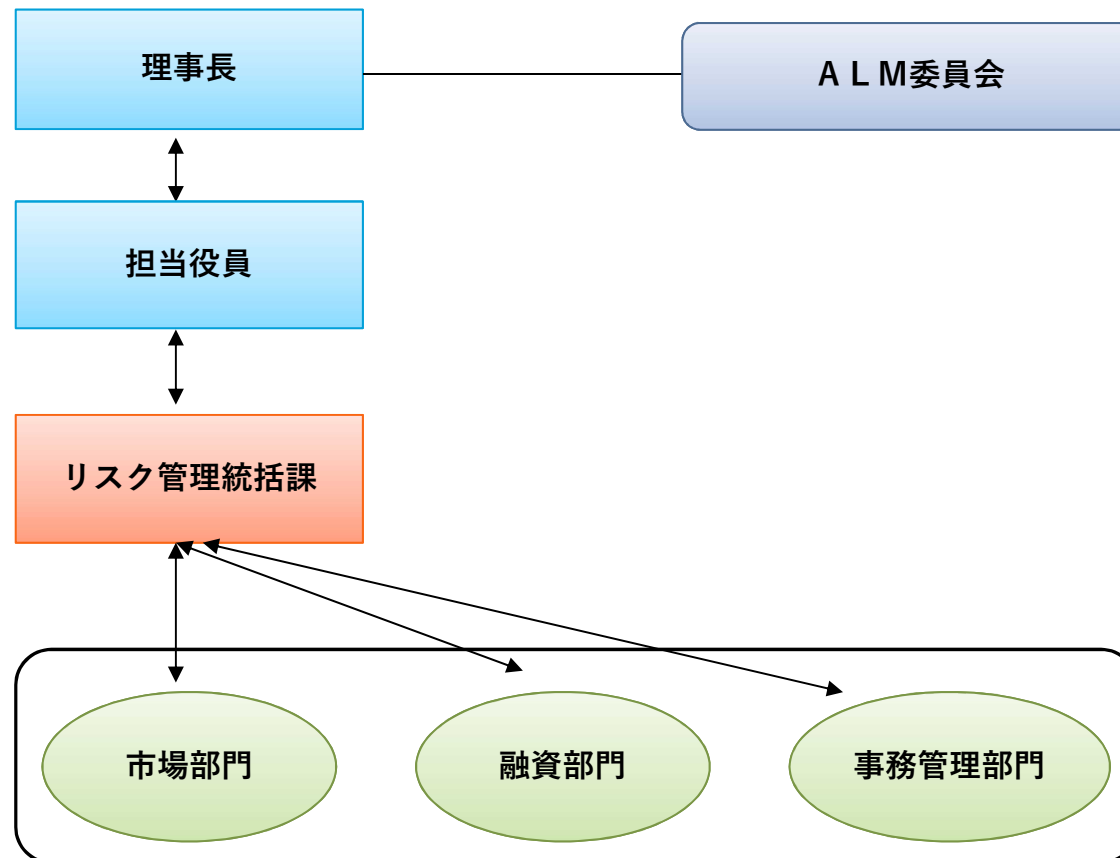 理事長
ＡＬＭ委員会
担当役員
リスク管理統括課
市場部門
融資部門
事務管理部門